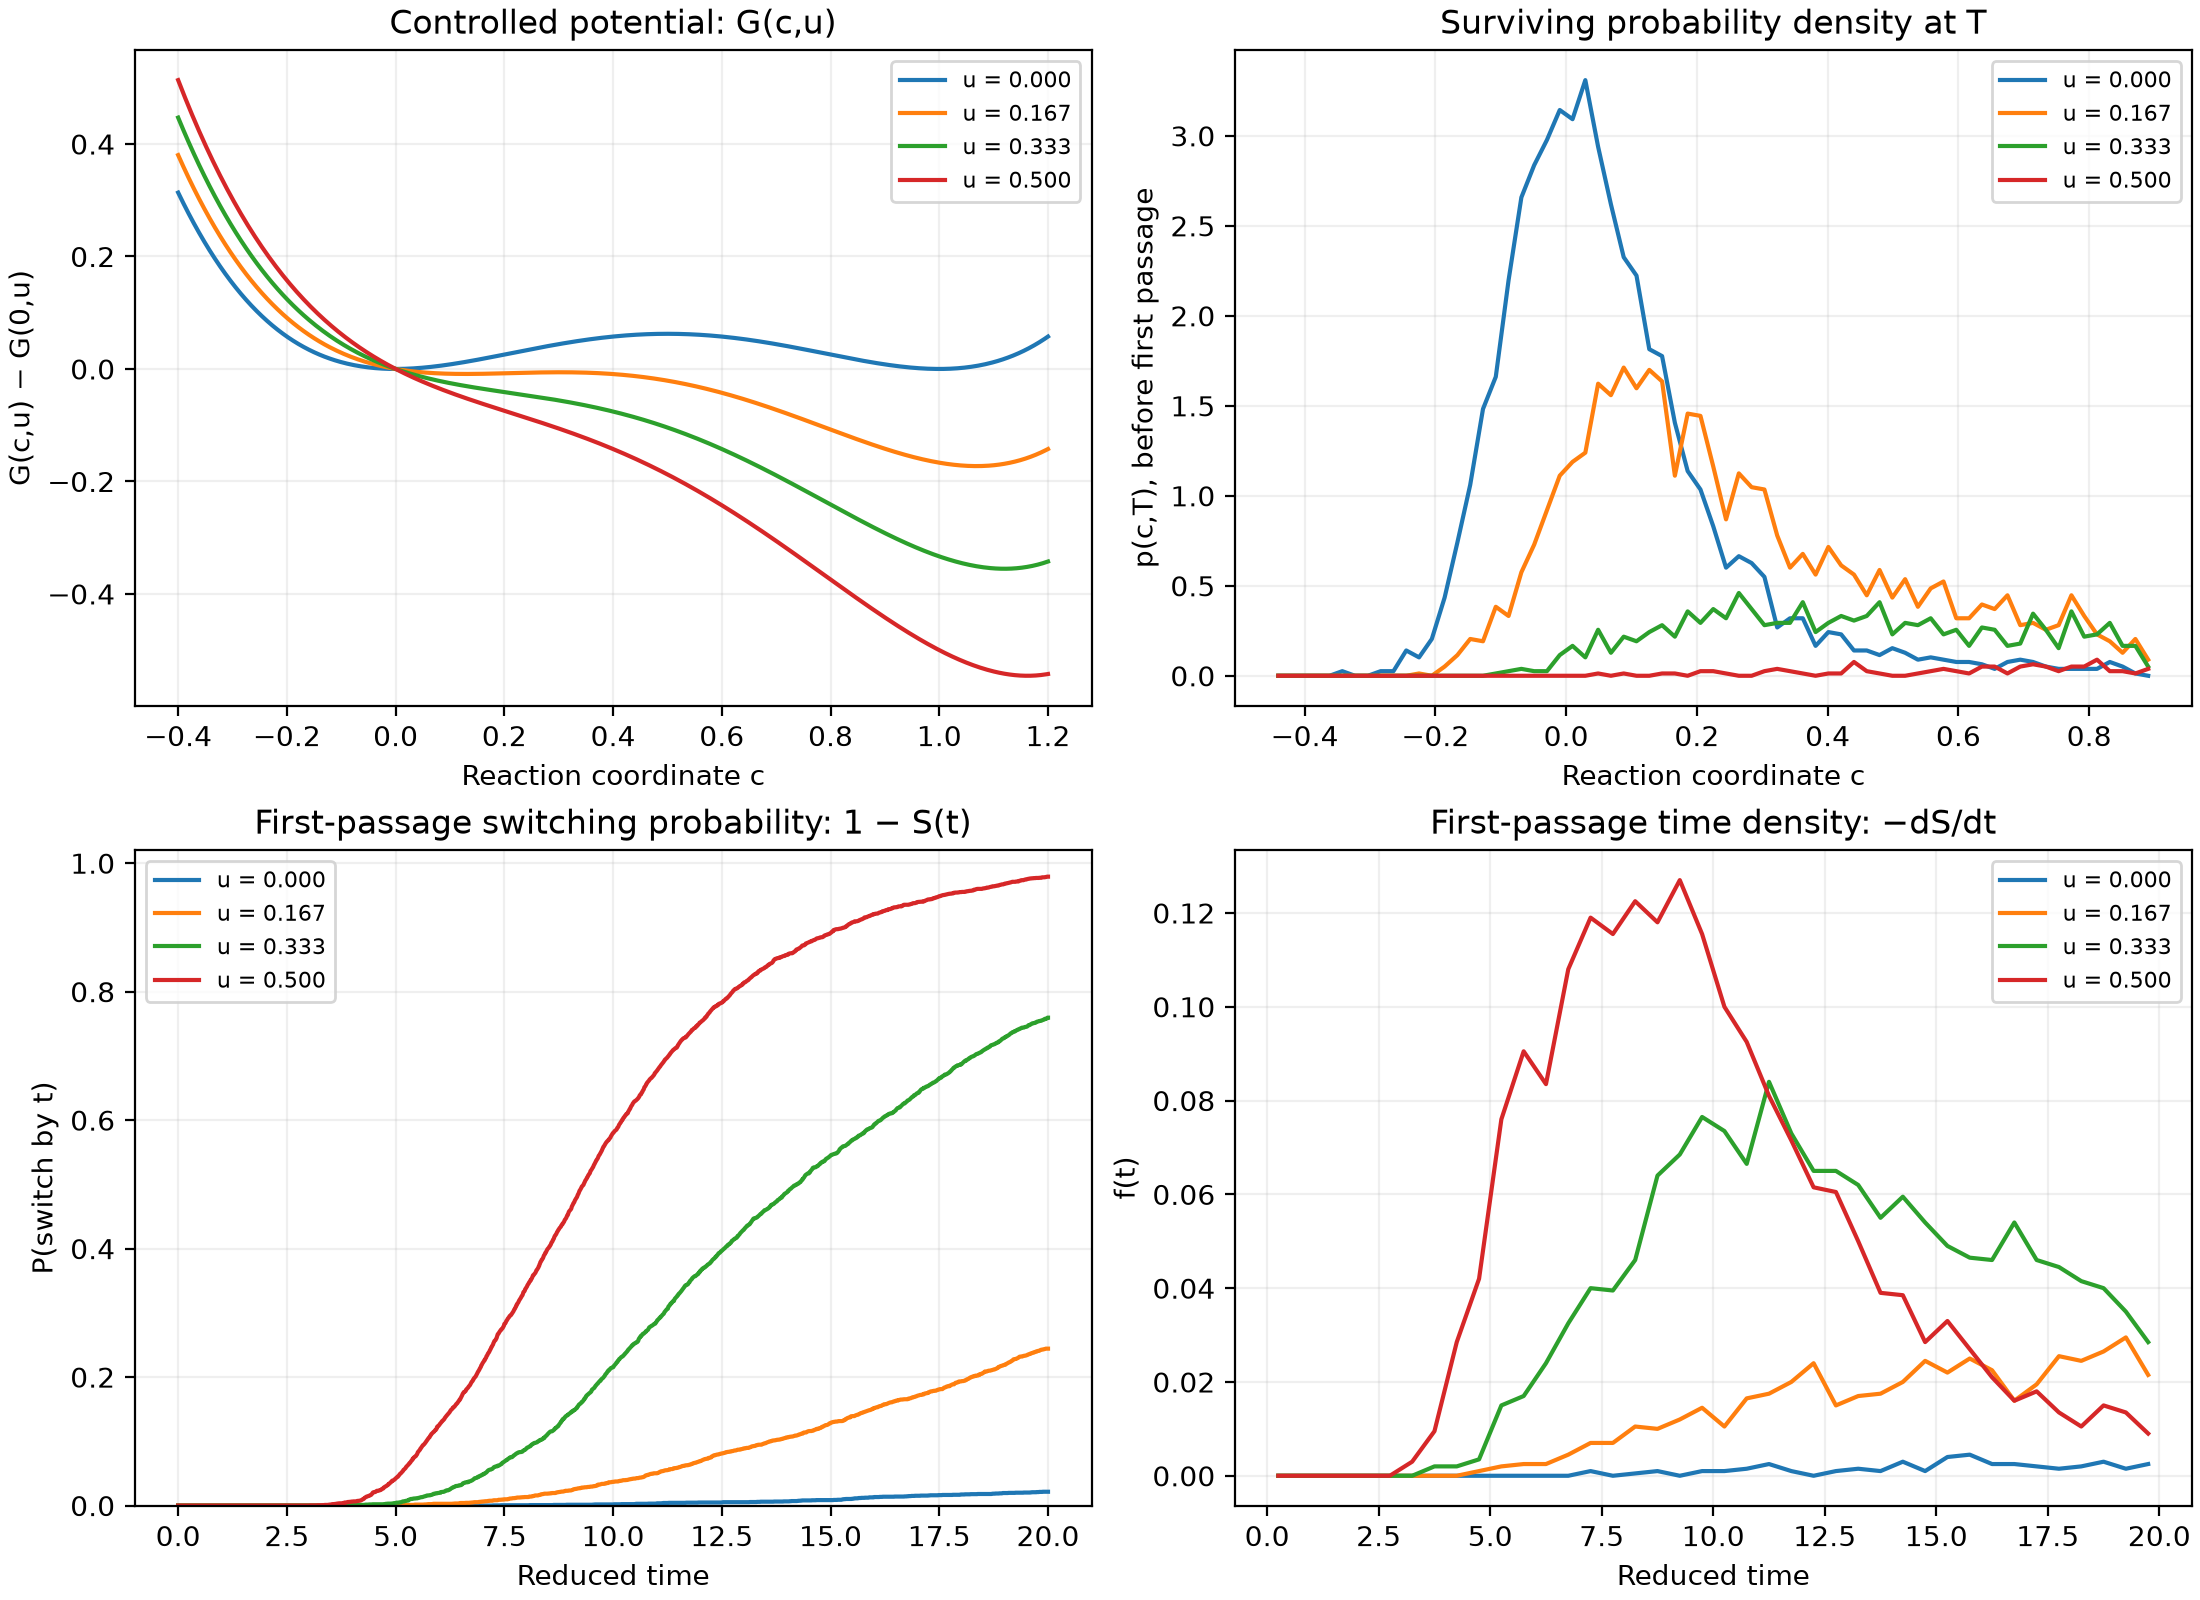 Controlled potential: G(c,u)
G(c,u) − G(0,u)
0.4
0.2
0.0
−0.2
−0.4
u = 0.000
u = 0.167
u = 0.333
u = 0.500
−0.4 −0.2 0.0 0.2 0.4 0.6 0.8 1.0 1.2
Reaction coordinate c
Surviving probability density at T
p(c,T), before first passage
3.0
2.5
2.0
1.5
1.0
0.5
0.0
u = 0.000
u = 0.167
u = 0.333
u = 0.500
−0.4 −0.2 0.0 0.2 0.4 0.6 0.8
Reaction coordinate c
First-passage switching probability: 1 − S(t)
P(switch by t)
1.0
0.8
0.6
0.4
0.2
0.0
u = 0.000
u = 0.167
u = 0.333
u = 0.500
0.0 2.5 5.0 7.5 10.0 12.5 15.0 17.5 20.0
Reduced time
First-passage time density: −dS/dt
f(t)
0.12
0.10
0.08
0.06
0.04
0.02
0.00
u = 0.000
u = 0.167
u = 0.333
u = 0.500
0.0 2.5 5.0 7.5 10.0 12.5 15.0 17.5 20.0
Reduced time